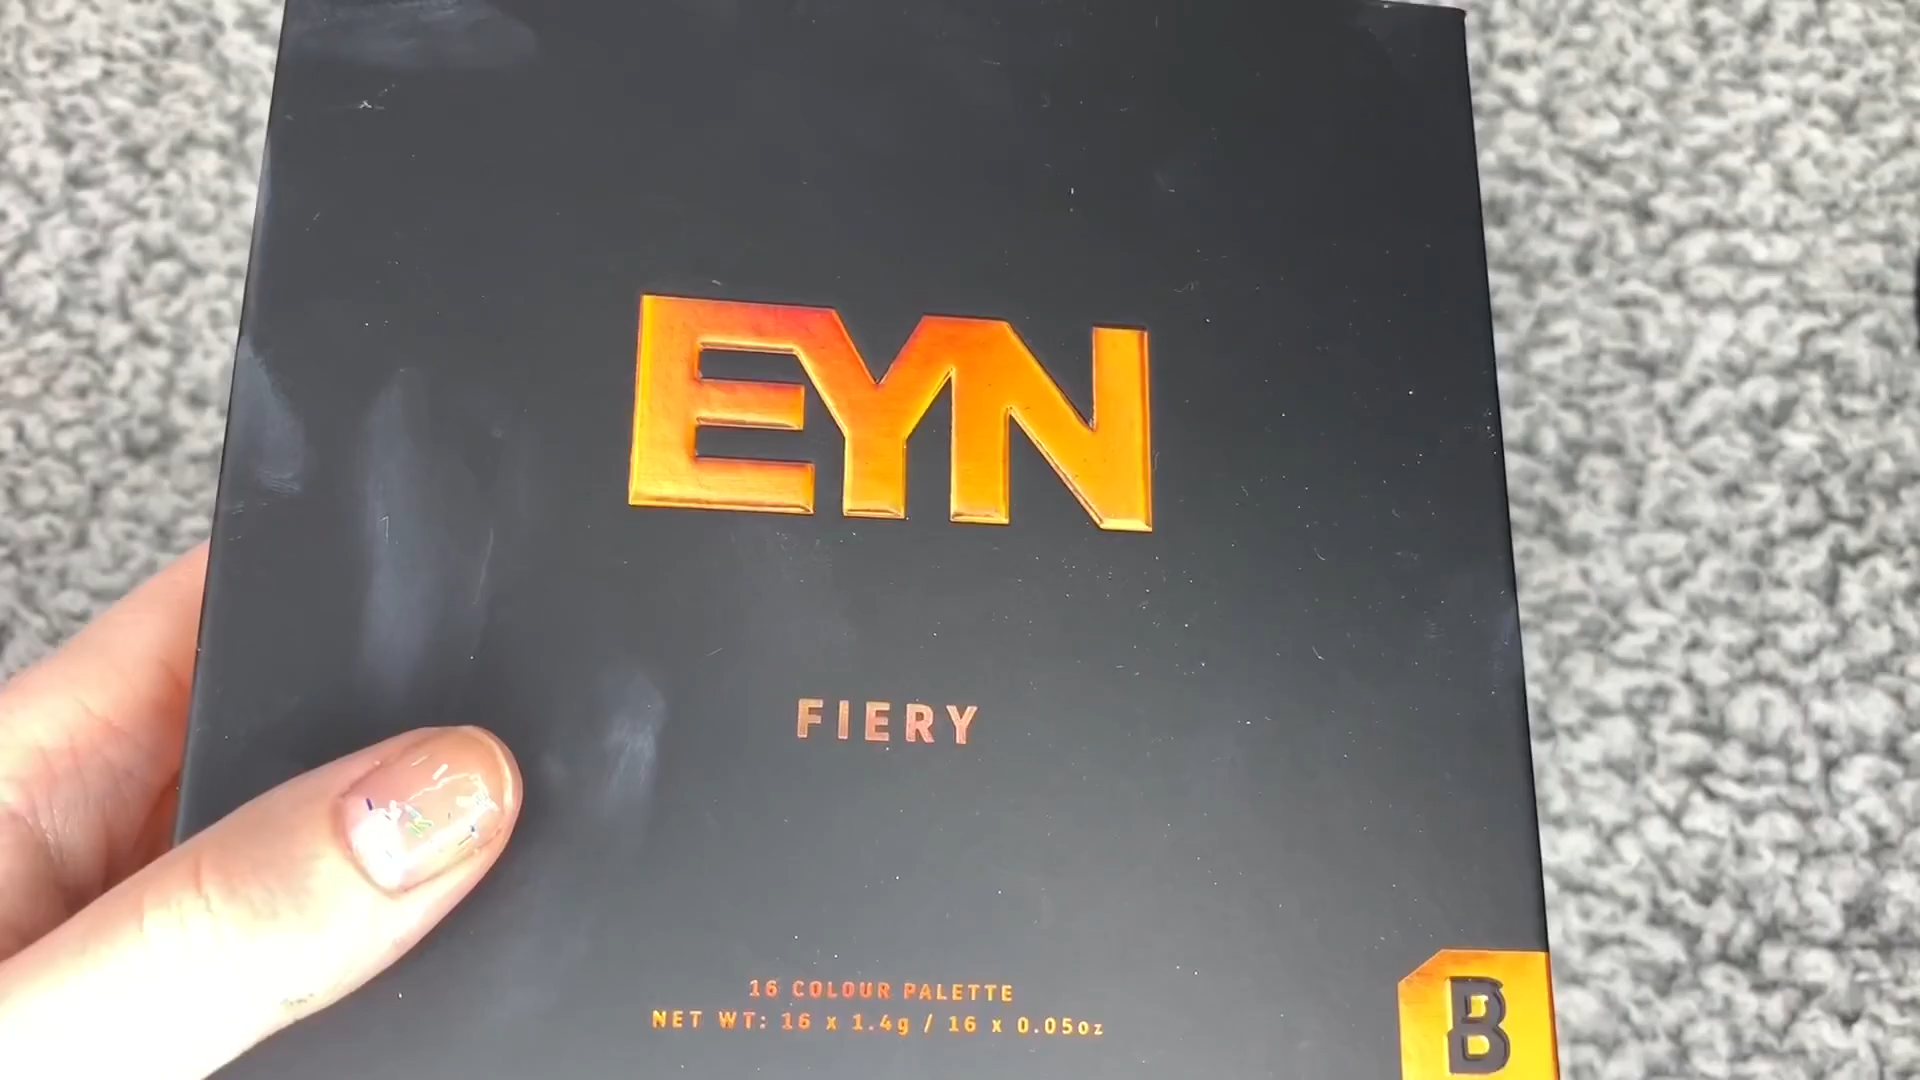 EYN
FIERY
16 COLOUR PALETTE
NET WT: 16 x 1.4g / 16 x 0.05oz
B